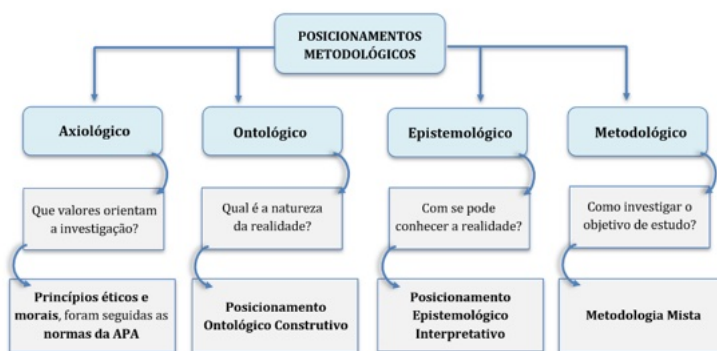 POSICIONAMENTOS
METODOLÓGICOS
Axiológico
Ontológico
Epistemológico
Metodológico
Que valores orientam
a investigação?
Qual é a natureza
da realidade?
Com se pode
conhecer a realidade?
Como investigar o
objetivo de estudo?
Princípios éticos e
morais, foram seguidas as
normas da APA
Posicionamento
Ontológico Construtivo
Posicionamento
Epistemológico
Interpretativo
Metodologia Mista